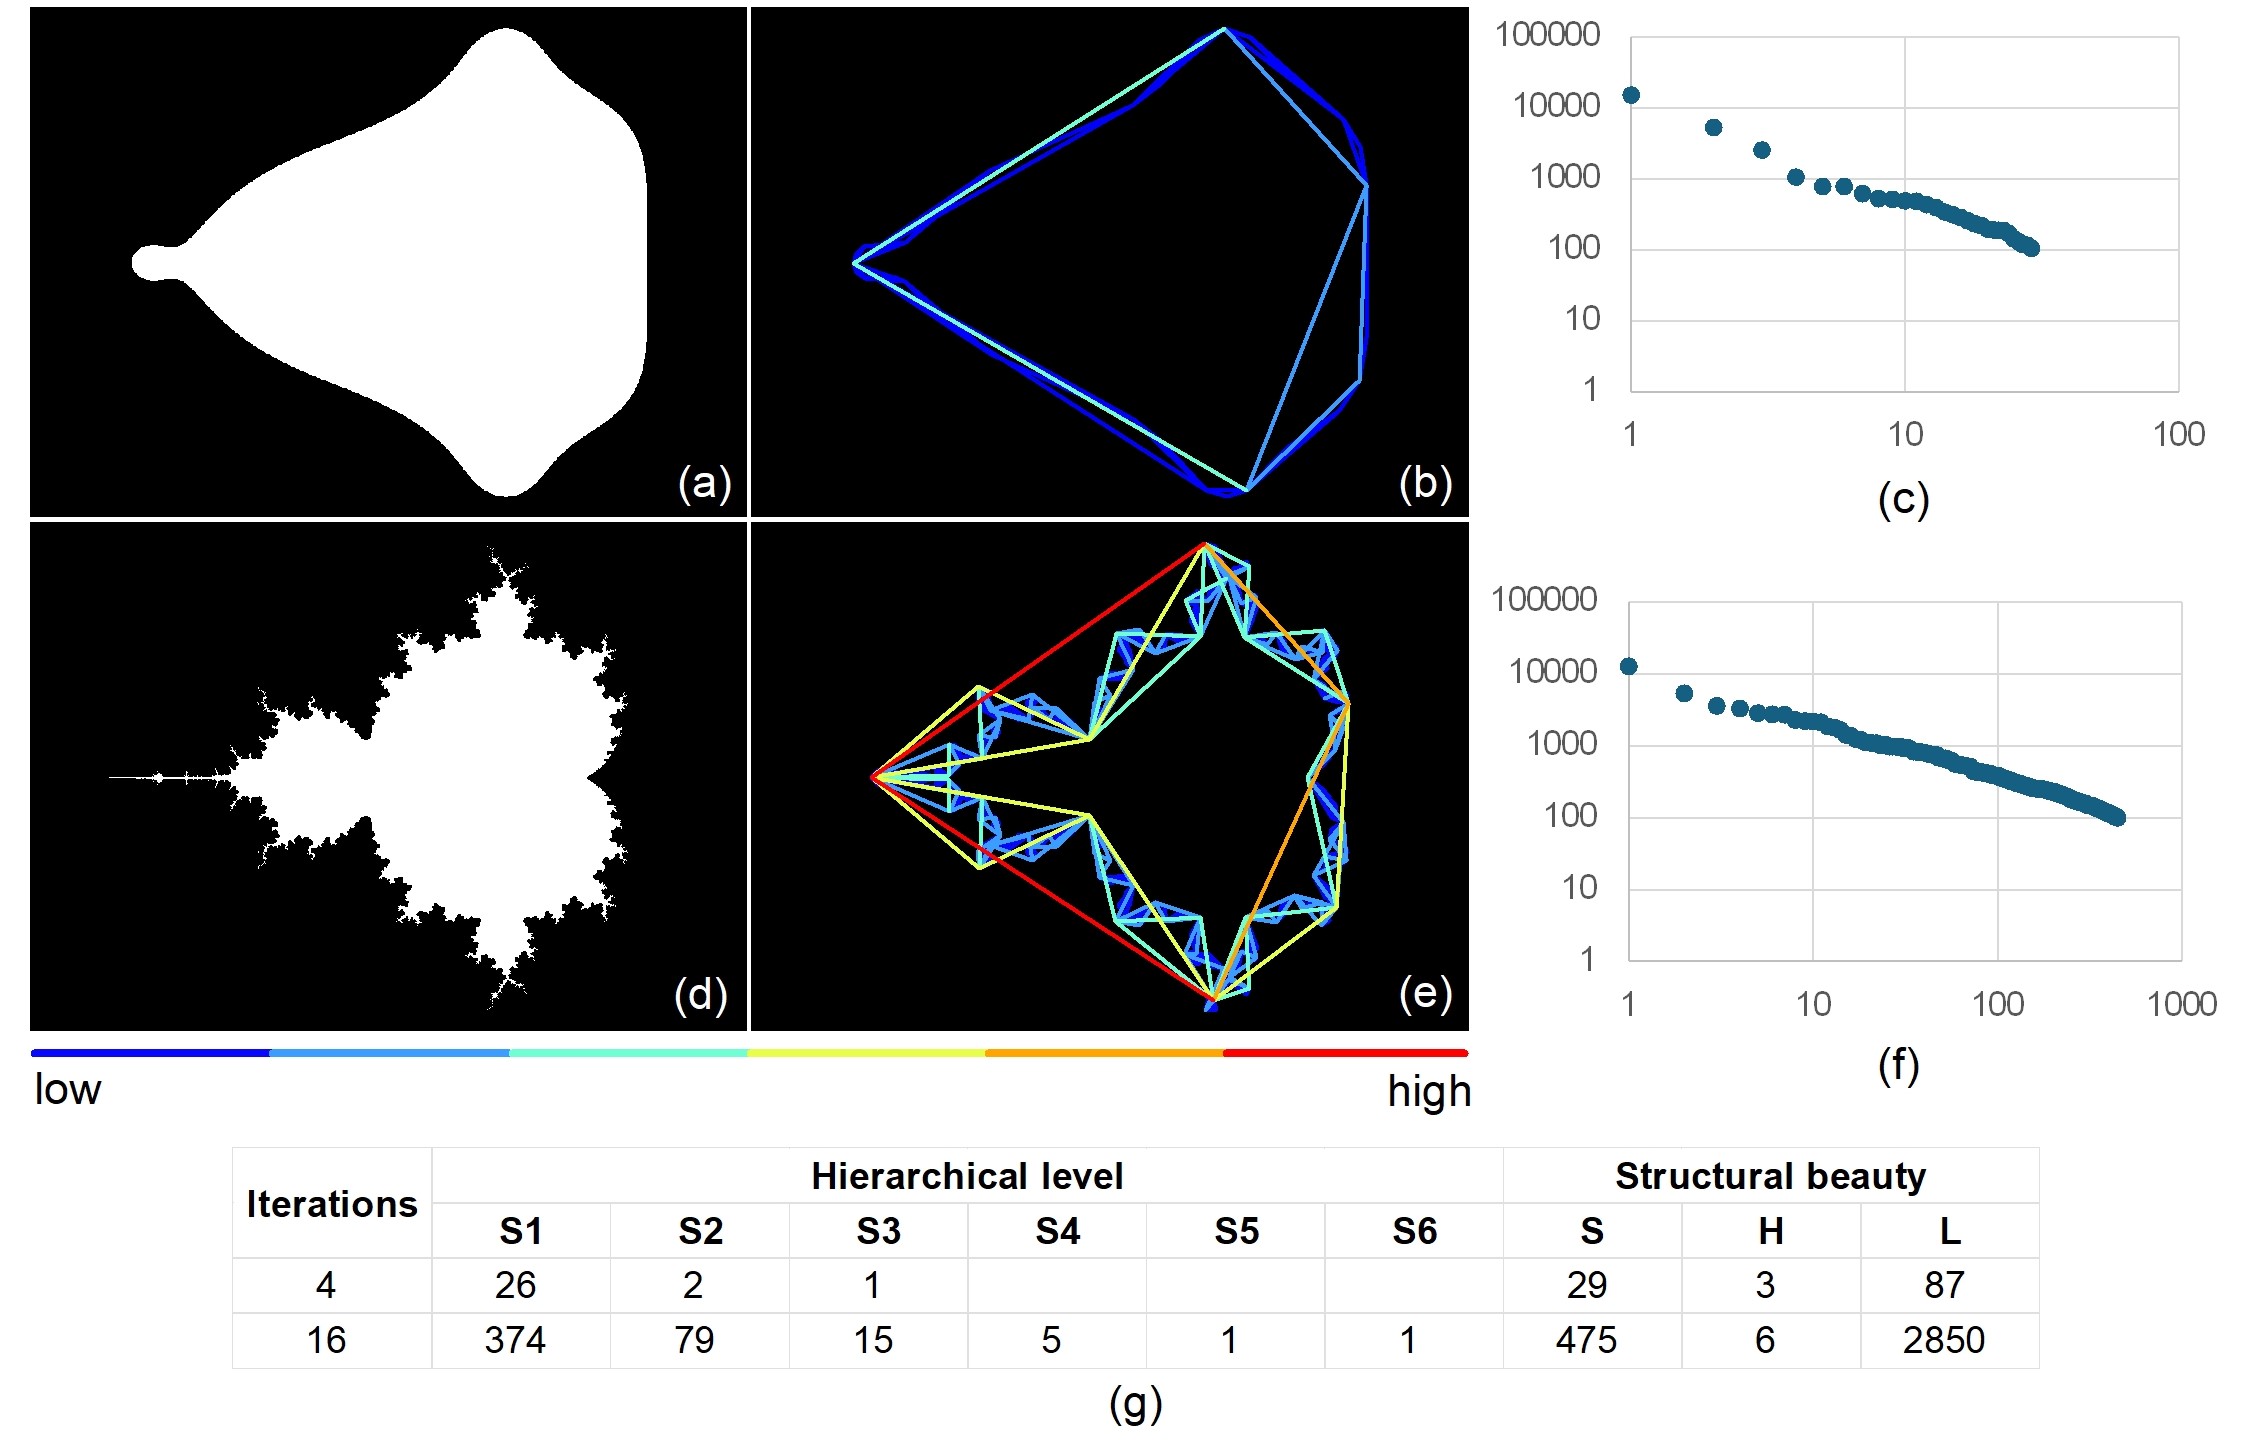 (a)
(b)
100000
10000
1000
100
10
1
1 10 100
(c)
(d)
(e)
100000
10000
1000
100
10
1
1 10 100 1000
(f)
low high
Iterations Hierarchical level Structural beauty
S1 S2 S3 S4 S5 S6 S H L
4 26 2 1 29 3 87
16 374 79 15 5 1 1 475 6 2850
(g)